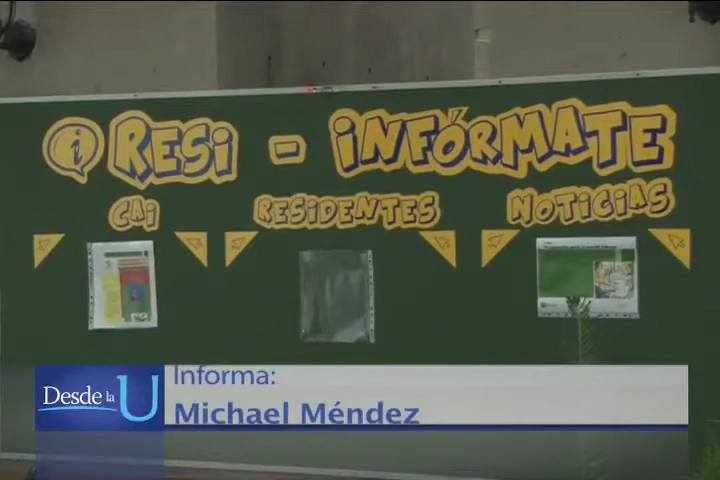 i RESI - INFÓRMATE
CAI RESIDENTES NOTICIAS
Informa:
Desde la U
Michael Méndez